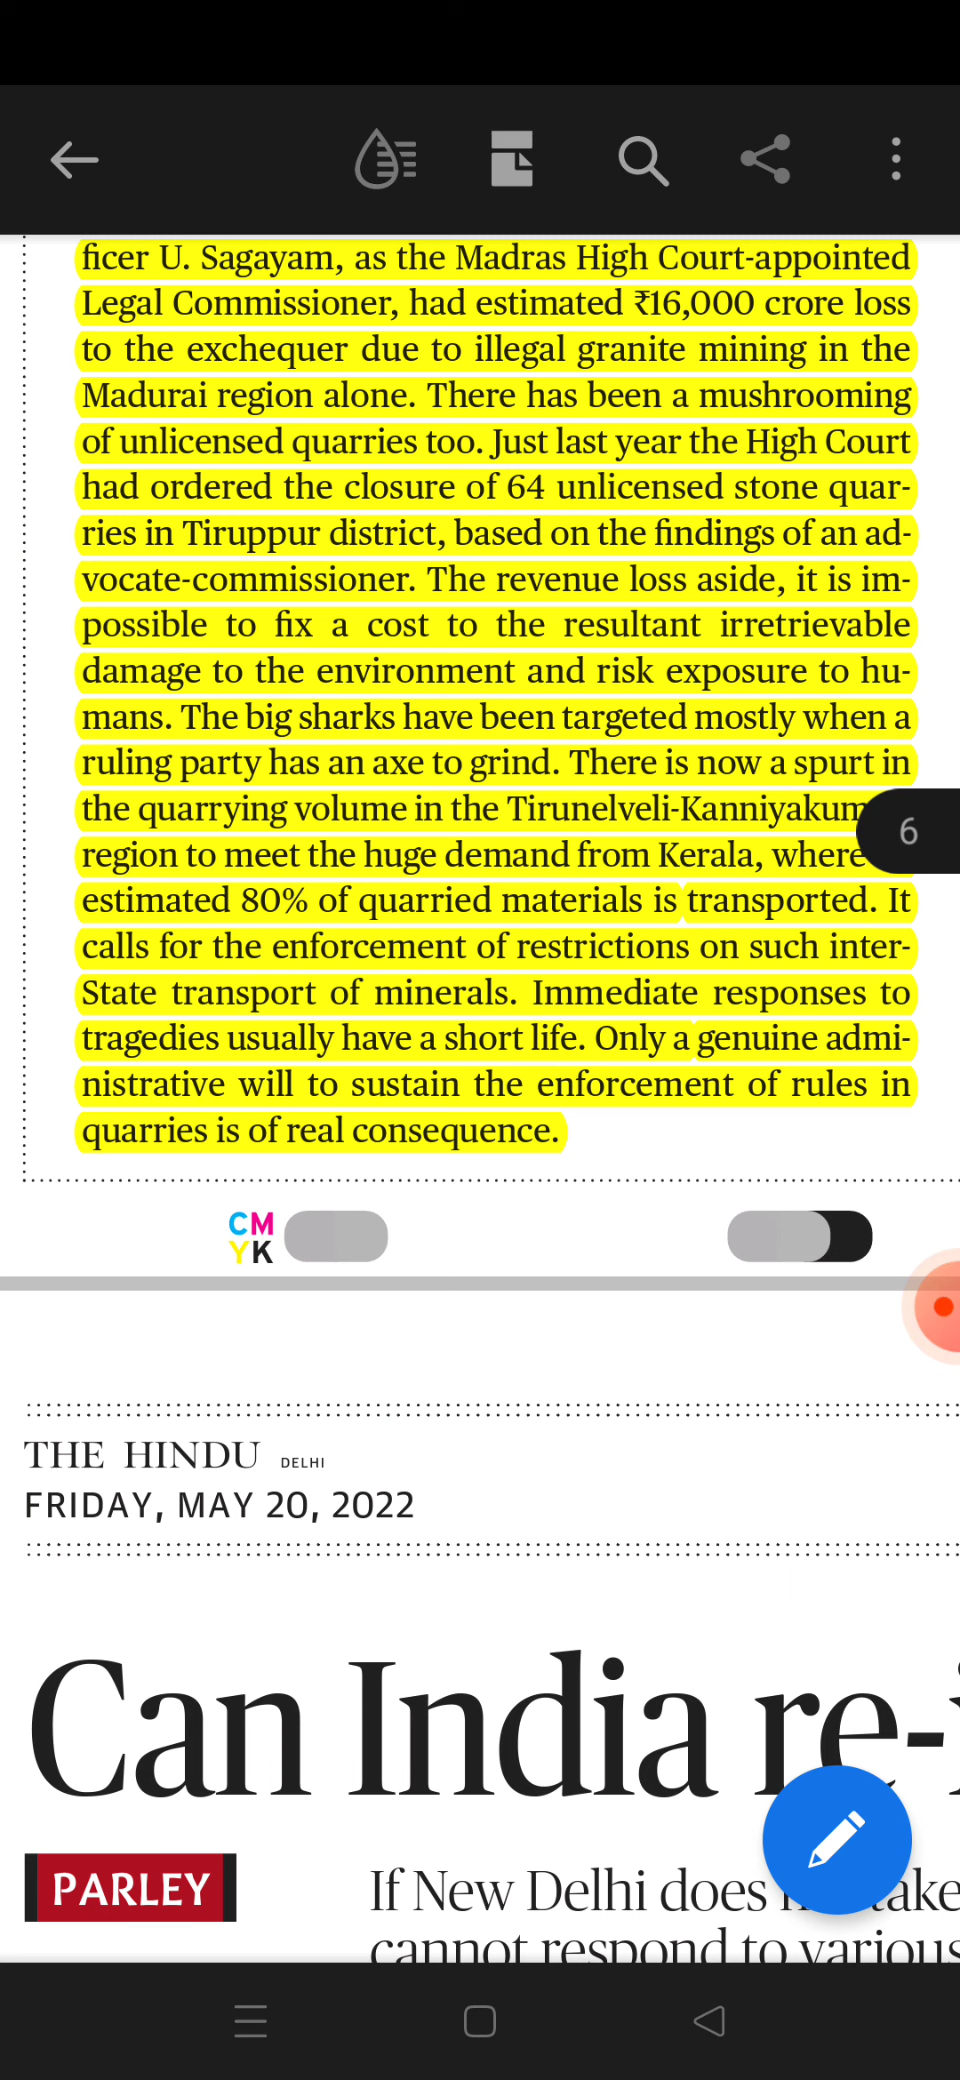 ficer U. Sagayam, as the Madras High Court-appointed
Legal Commissioner, had estimated ₹16,000 crore loss
to the exchequer due to illegal granite mining in the
Madurai region alone. There has been a mushrooming
of unlicensed quarries too. Just last year the High Court
had ordered the closure of 64 unlicensed stone quar-
ries in Tiruppur district, based on the findings of an ad-
vocate-commissioner. The revenue loss aside, it is im-
possible to fix a cost to the resultant irretrievable
damage to the environment and risk exposure to hu-
mans. The big sharks have been targeted mostly when a
ruling party has an axe to grind. There is now a spurt in
the quarrying volume in the Tirunelveli-Kanniyakum
6
region to meet the huge demand from Kerala, where
estimated 80% of quarried materials is transported. It
calls for the enforcement of restrictions on such inter-
State transport of minerals. Immediate responses to
tragedies usually have a short life. Only a genuine admi-
nistrative will to sustain the enforcement of rules in
quarries is of real consequence.
CM
YK
THE HINDU DELHI
FRIDAY, MAY 20, 2022
Can India re-
PARLEY
If New Delhi does ake
cannot respond to various